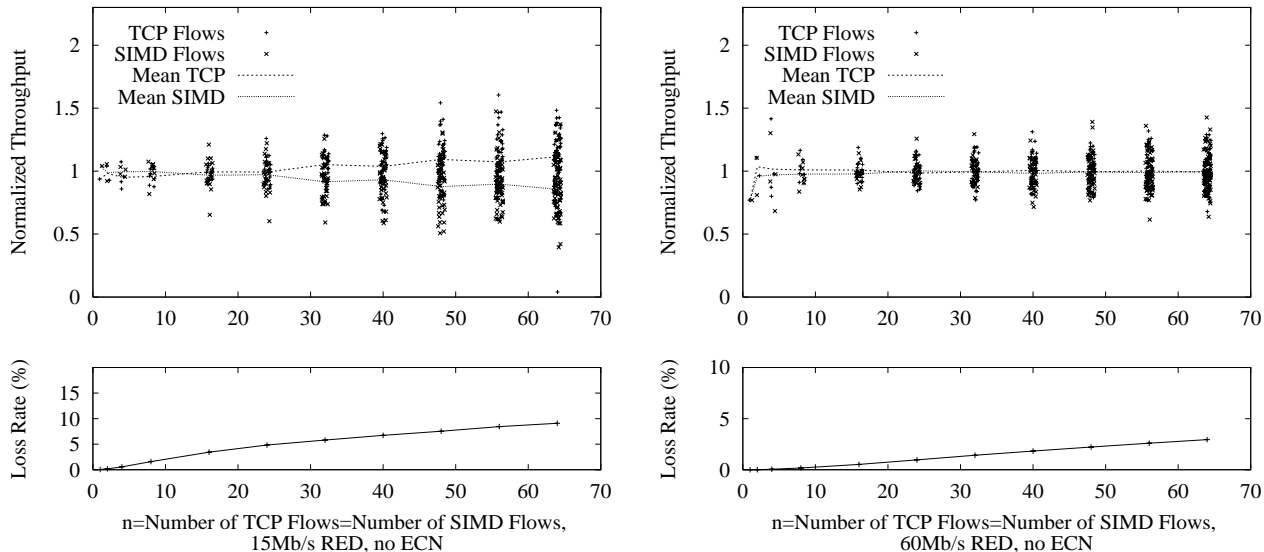 Normalized Throughput
2
1.5
1
0.5
0
TCP Flows
SIMD Flows
Mean TCP
Mean SIMD
0 10 20 30 40 50 60 70
Loss Rate (%)
15
10
5
0
0 10 20 30 40 50 60 70
n=Number of TCP Flows=Number of SIMD Flows,
15Mb/s RED, no ECN
Normalized Throughput
2
1.5
1
0.5
0
TCP Flows
SIMD Flows
Mean TCP
Mean SIMD
0 10 20 30 40 50 60 70
Loss Rate (%)
10
5
0
0 10 20 30 40 50 60 70
n=Number of TCP Flows=Number of SIMD Flows,
60Mb/s RED, no ECN